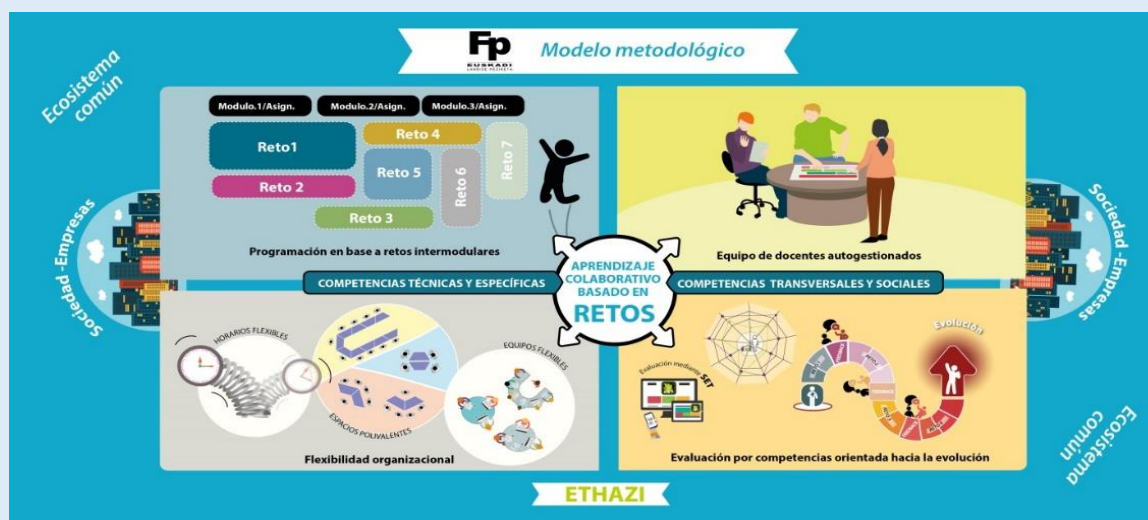 Fp
EUSKADI
LANBIDE HEZIKETA
Modelo metodológico
Ecosistema
común
Sociedad -Empresas
Modulo.1/Asign.
Modulo.2/Asign.
Modulo.3/Asign.
Reto1
Reto 2
Reto 3
Reto 4
Reto 5
Reto 6
Reto 7
Programación en base a retos intermodulares
Equipo de docentes autogestionados
COMPETENCIAS TÉCNICAS Y ESPECÍFICAS
APRENDIZAJE
COLABORATIVO
BASADO EN
RETOS
COMPETENCIAS TRANSVERSALES Y SOCIALES
Sociedad -Empresas
HORARIOS FLEXIBLES
ESPACIOS POLIVALENTES
EQUIPOS FLEXIBLES
Flexibilidad organizacional
Evaluación mediante SET
Evolución
Evaluación por competencias orientada hacia la evolución
Ecosistema
común
ETHAZI